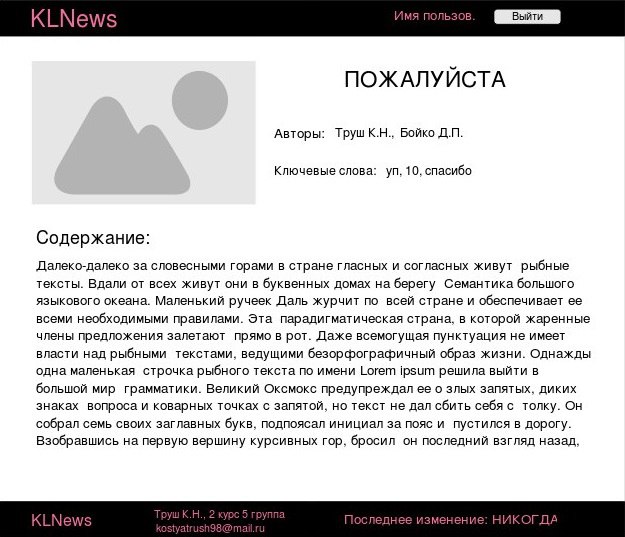 KLNews
Имя пользов.
Выйти
ПОЖАЛУЙСТА
Авторы: Труш К.Н., Бойко Д.П.
Ключевые слова: уп, 10, спасибо
Содержание:
Далеко-далеко за словесными горами в стране гласных и согласных живут рыбные
тексты. Вдали от всех живут они в буквенных домах на берегу Семантика большого
языкового океана. Маленький ручеек Даль журчит по всей стране и обеспечивает ее
всеми необходимыми правилами. Эта парадигматическая страна, в которой жаренные
члены предложения залетают прямо в рот. Даже всемогущая пунктуация не имеет
власти над рыбными текстами, ведущими безорфографичный образ жизни. Однажды
одна маленькая строчка рыбного текста по имени Lorem ipsum решила выйти в
большой мир грамматики. Великий Оксмокс предупреждал ее о злых запятых, диких
знаках вопроса и коварных точках с запятой, но текст не дал сбить себя с толку. Он
собрал семь своих заглавных букв, подпоясал инициал за пояс и пустился в дорогу.
Взобравшись на первую вершину курсивных гор, бросил он последний взгляд назад,
KLNews
Труш К.Н., 2 курс 5 группа
kostyatrush98@mail.ru
Последнее изменение: НИКОГДА